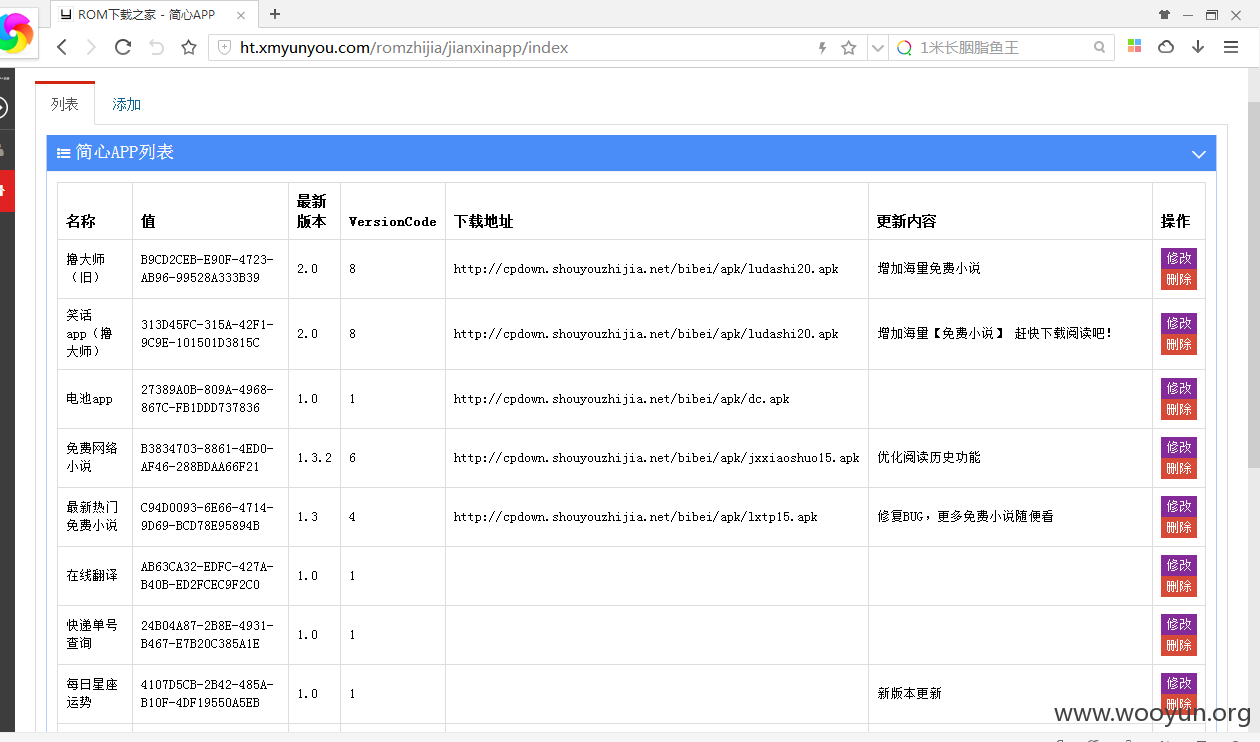 ROM下载之家 - 简心APP
ht.xmyunyou.com/romzhijia/jianxinapp/index
1米长胭脂鱼王
列表 添加
简心APP列表
名称 值 最新版本 VersionCode 下载地址 更新内容 操作
撸大师（旧） B9CD2CEB-E90F-4723-AB96-99528A333B39 2.0 8 http://cpdown.shouyouzhijia.net/bibei/apk/ludashi20.apk 增加海量免费小说 修改 删除
笑话app（撸大师） 313D45FC-315A-42F1-9C9E-101501D3815C 2.0 8 http://cpdown.shouyouzhijia.net/bibei/apk/ludashi20.apk 增加海量【免费小说】 赶快下载阅读吧! 修改 删除
电池app 27389A0B-809A-4968-867C-FB1DDD737836 1.0 1 http://cpdown.shouyouzhijia.net/bibei/apk/dc.apk 修改 删除
免费网络小说 B3834703-8861-4ED0-AF46-288BDAA66F21 1.3.2 6 http://cpdown.shouyouzhijia.net/bibei/apk/jxxiaoshuo15.apk 优化阅读历史功能 修改 删除
最新热门免费小说 C94D0093-6E66-4714-9D69-BCD78E95894B 1.3 4 http://cpdown.shouyouzhijia.net/bibei/apk/lxtp15.apk 修复BUG，更多免费小说随便看 修改 删除
在线翻译 AB63CA32-EDFC-427A-B40B-ED2FCEC9F2C0 1.0 1 修改 删除
快递单号查询 24B04A87-2B8E-4931-B467-E7B20C385A1E 1.0 1 修改 删除
每日星座运势 4107D5CB-2B42-485A-B10F-4DF19550A5EB 1.0 1 新版本更新 修改 删除
www.wooyun.org